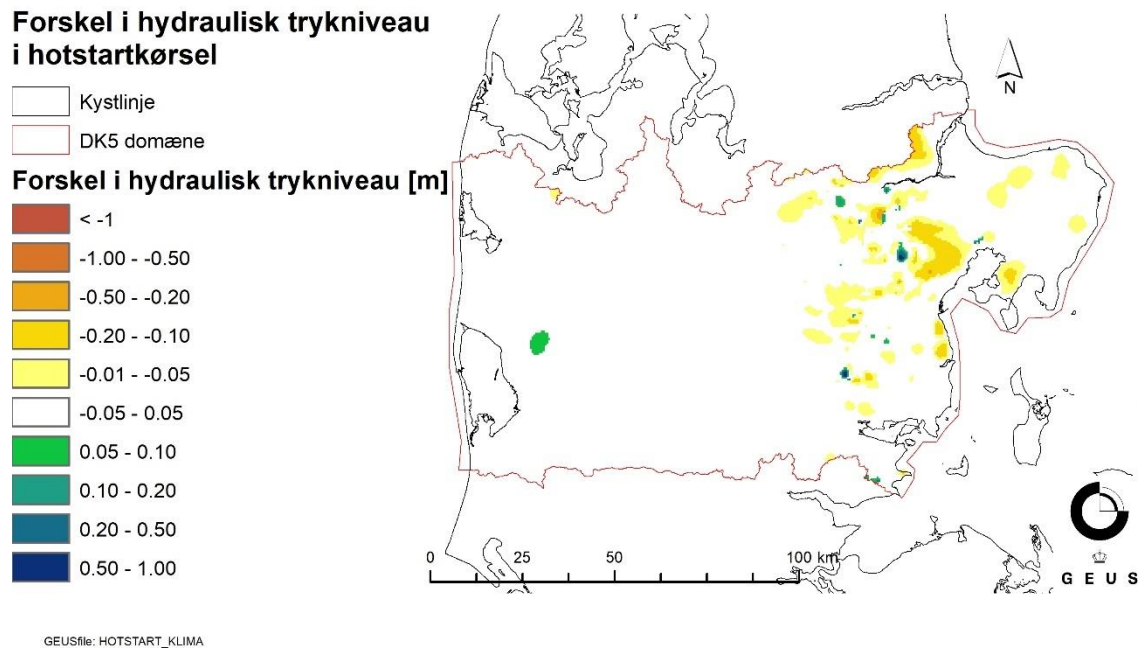 Forskel i hydraulisk trykniveau
i hotstartkørsel
Kystlinje
DK5 domæne
Forskel i hydraulisk trykniveau [m]
< -1
-1.00 - -0.50
-0.50 - -0.20
-0.20 - -0.10
-0.01 - -0.05
-0.05 - 0.05
0.05 - 0.10
0.10 - 0.20
0.20 - 0.50
0.50 - 1.00
N
0 25 50 100 km
G E U S
GEUSfile: HOTSTART_KLIMA